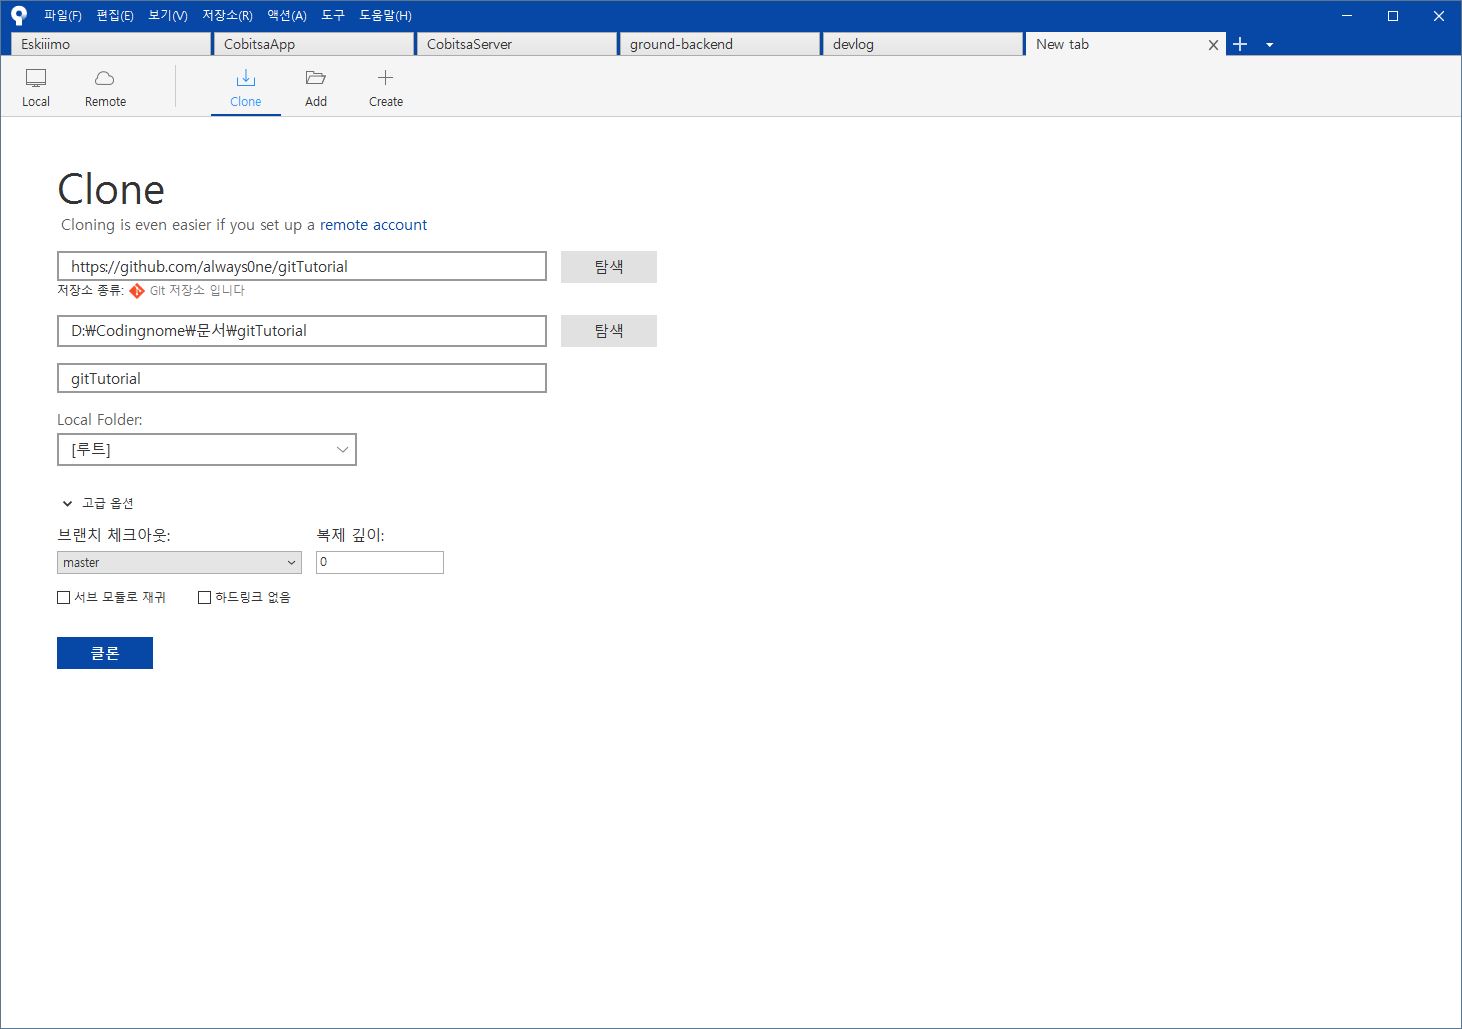 파일(F) 편집(E) 보기(V) 저장소(R) 액션(A) 도구 도움말(H)
Eskiiimo CobitsaApp CobitsaServer ground-backend devlog New tab
Local Remote Clone Add Create
Clone
Cloning is even easier if you set up a remote account
https://github.com/always0ne/gitTutorial 탐색
저장소 종류: Git 저장소 입니다
D:₩Codingnome₩문서₩gitTutorial 탐색
gitTutorial
Local Folder:
[루트]
고급 옵션
브랜치 체크아웃: 복제 깊이:
master 0
서브 모듈로 재귀 하드링크 없음
클론